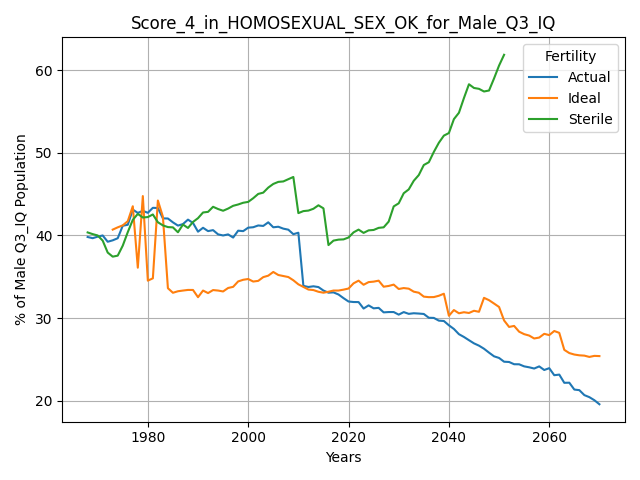 Score_4_in_HOMOSEXUAL_SEX_OK_for_Male_Q3_IQ
% of Male Q3_IQ Population
60
50
40
30
20
Fertility
Actual
Ideal
Sterile
1980 2000 2020 2040 2060
Years